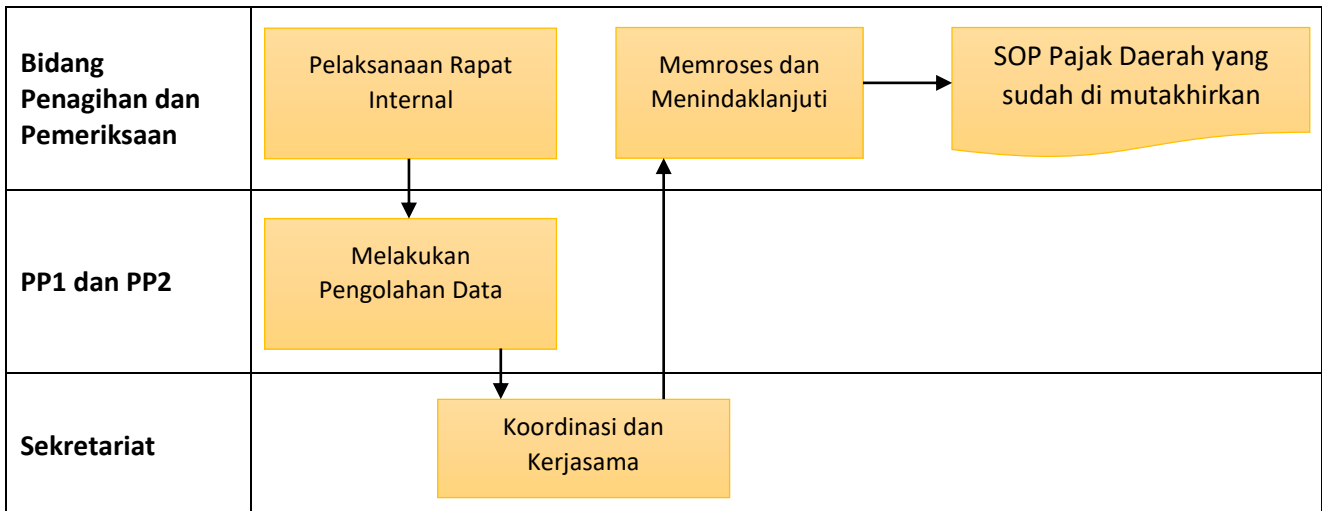 Bidang
Penagihan dan
Pemeriksaan
Pelaksanaan Rapat
Internal
Memroses dan
Menindaklanjuti
SOP Pajak Daerah yang
sudah di mutakhirkan
PP1 dan PP2
Melakukan
Pengolahan Data
Sekretariat
Koordinasi dan
Kerjasama